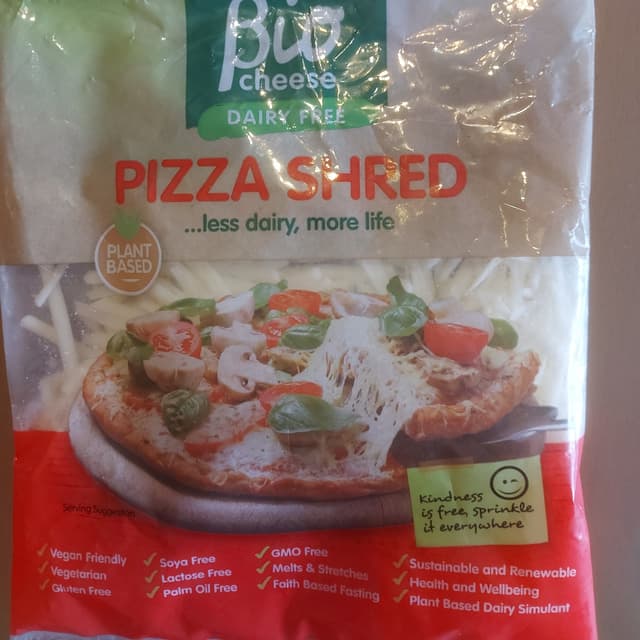 Bio
cheese
DAIRY FREE
PIZZA SHRED
...less dairy, more life
PLANT
BASED
Kindness
is free, sprinkle
it everywhere
Serving Suggestion
Vegan Friendly
Vegetarian
Gluten Free
Soya Free
Lactose Free
Palm Oil Free
GMO Free
Melts & Stretches
Faith Based Fasting
Sustainable and Renewable
Health and Wellbeing
Plant Based Dairy Simulant